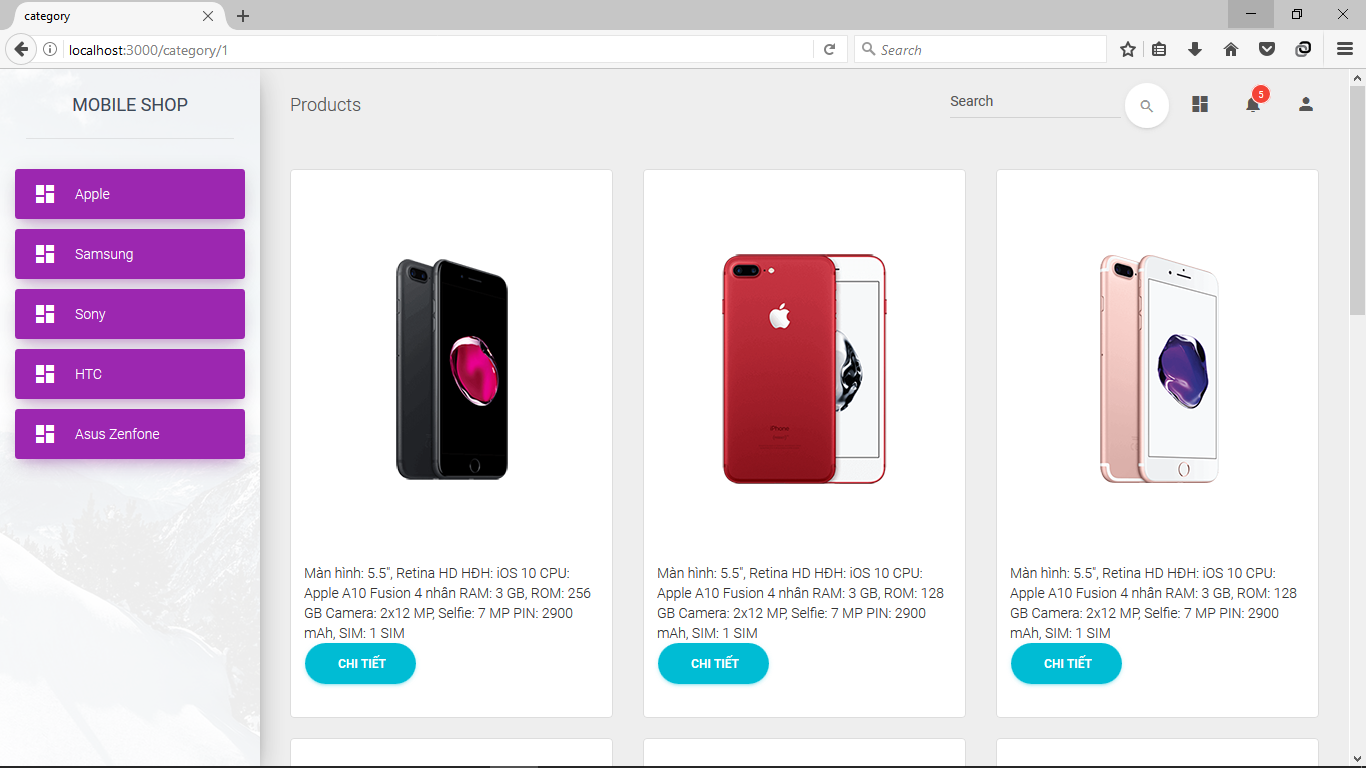 category
localhost:3000/category/1
Search
MOBILE SHOP
Products
Search
5
Apple
Samsung
Sony
HTC
Asus Zenfone
Màn hình: 5.5", Retina HD HĐH: iOS 10 CPU:
Apple A10 Fusion 4 nhân RAM: 3 GB, ROM: 256
GB Camera: 2x12 MP, Selfie: 7 MP PIN: 2900
mAh, SIM: 1 SIM
CHI TIẾT
iPhone
Màn hình: 5.5", Retina HD HĐH: iOS 10 CPU:
Apple A10 Fusion 4 nhân RAM: 3 GB, ROM: 128
GB Camera: 2x12 MP, Selfie: 7 MP PIN: 2900
mAh, SIM: 1 SIM
CHI TIẾT
Màn hình: 5.5", Retina HD HĐH: iOS 10 CPU:
Apple A10 Fusion 4 nhân RAM: 3 GB, ROM: 128
GB Camera: 2x12 MP, Selfie: 7 MP PIN: 2900
mAh, SIM: 1 SIM
CHI TIẾT